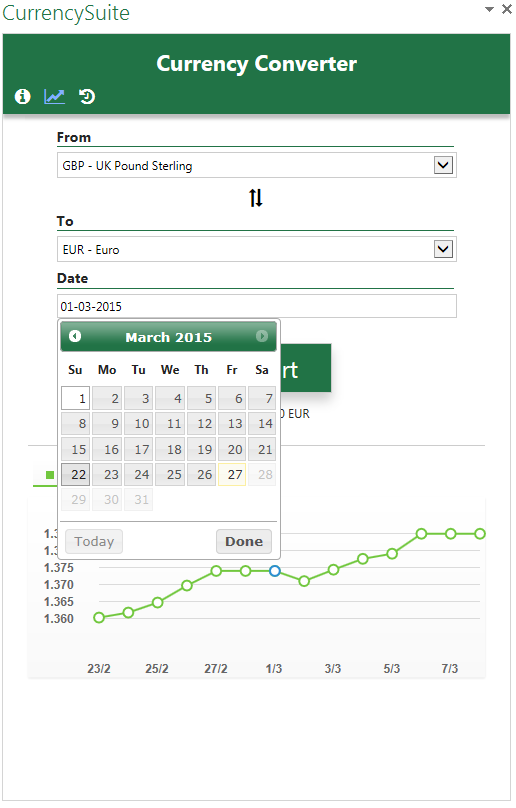 CurrencySuite
Currency Converter
From
GBP - UK Pound Sterling
To
EUR - Euro
Date
01-03-2015
March 2015
Su Mo Tu We Th Fr Sa
1 2 3 4 5 6 7
8 9 10 11 12 13 14
15 16 17 18 19 20 21
22 23 24 25 26 27 28
29 30 31
Today Done
rt
0 EUR
1.3
1.3
1.375
1.370
1.365
1.360
23/2 25/2 27/2 1/3 3/3 5/3 7/3